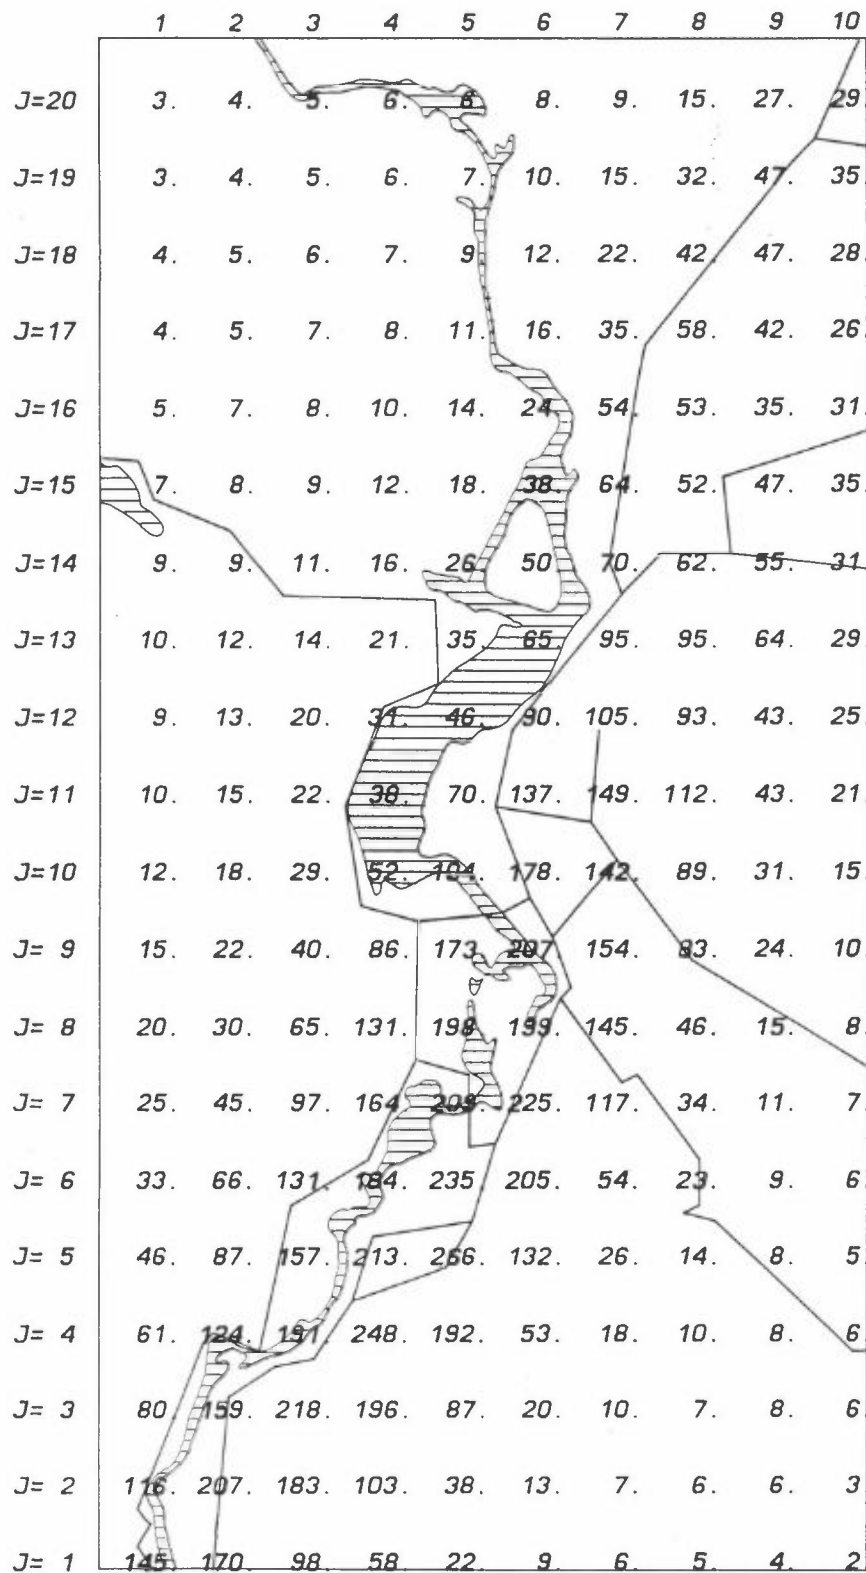 1 2 3 4 5 6 7 8 9 10
J=20 3. 4. 5. 6. 6. 8. 9. 15. 27. 29
J=19 3. 4. 5. 6. 7. 10. 15. 32. 47. 35
J=18 4. 5. 6. 7. 9 12. 22. 42. 47. 28
J=17 4. 5. 7. 8. 11. 16. 35. 58. 42. 26
J=16 5. 7. 8. 10. 14. 24. 54. 53. 35. 31
J=15 7. 8. 9. 12. 18. 38. 64. 52. 47. 35
J=14 9. 9. 11. 16. 26 50 70. 62. 55. 31
J=13 10. 12. 14. 21. 35. 65. 95. 95. 64. 29
J=12 9. 13. 20. 31. 46. 90. 105. 93. 43. 25
J=11 10. 15. 22. 38. 70. 137. 149. 112. 43. 21
J=10 12. 18. 29. 52. 104. 178. 142. 89. 31. 15
J= 9 15. 22. 40. 86. 173. 207 154. 83. 24. 10
J= 8 20. 30. 65. 131. 198 199. 145. 46. 15. 8
J= 7 25. 45. 97. 164 209. 225. 117. 34. 11. 7
J= 6 33. 66. 131. 184. 235. 205. 54. 23. 9. 6
J= 5 46. 87. 157. 213. 266. 132. 26. 14. 8. 5
J= 4 61. 124. 191. 248. 192. 53. 18. 10. 8. 6
J= 3 80 159. 218. 196. 87. 20. 10. 7. 8. 6
J= 2 116. 207. 183. 103. 38. 13. 7. 6. 6. 3
J= 1 145. 170. 98. 58. 22. 9. 6. 5. 4. 2